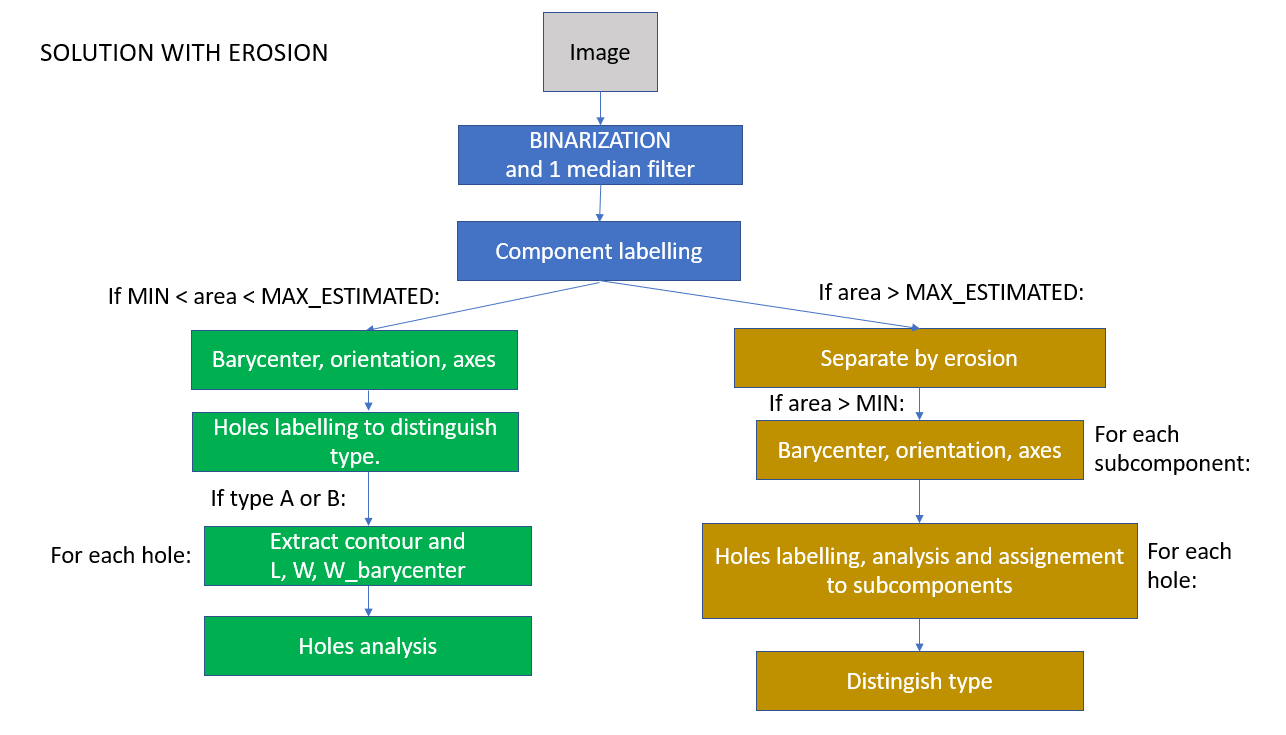 SOLUTION WITH EROSION
Image
BINARIZATION
and 1 median filter
Component labelling
If MIN < area < MAX_ESTIMATED:
If area > MAX_ESTIMATED:
Barycenter, orientation, axes
Separate by erosion
Holes labelling to distinguish
type.
If area > MIN:
Barycenter, orientation, axes
For each
subcomponent:
If type A or B:
For each hole:
Extract contour and
L, W, W_barycenter
Holes labelling, analysis and assignement
to subcomponents
For each
hole:
Holes analysis
Distingish type